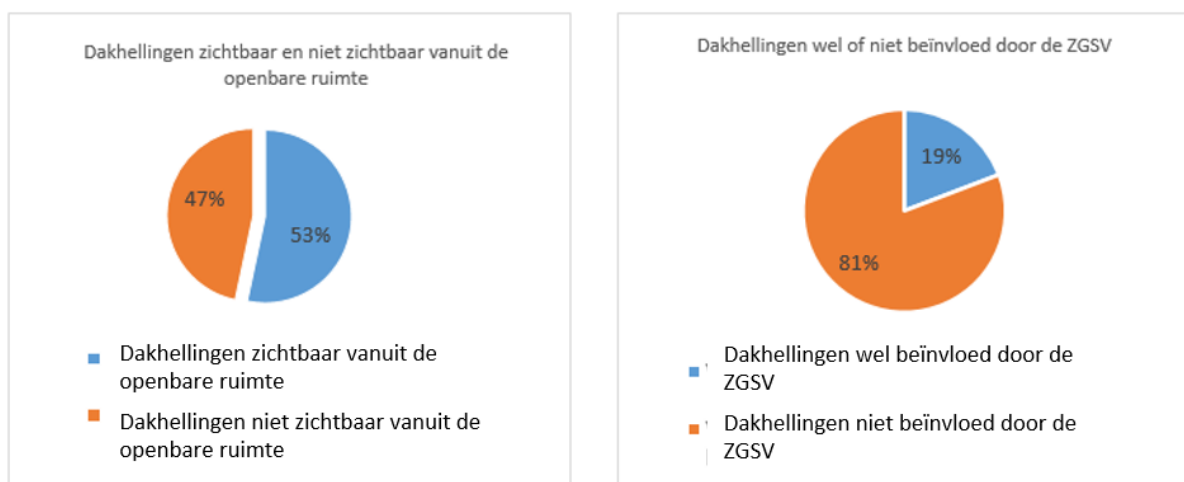 Dakhellingen zichtbaar en niet zichtbaar vanuit de
openbare ruimte
47%
53%
Dakhellingen zichtbaar vanuit de
openbare ruimte
Dakhellingen niet zichtbaar vanuit de
openbare ruimte
Dakhellingen wel of niet beïnvloed door de ZGSV
19%
81%
Dakhellingen wel beïnvloed door de
ZGSV
Dakhellingen niet beïnvloed door de
ZGSV